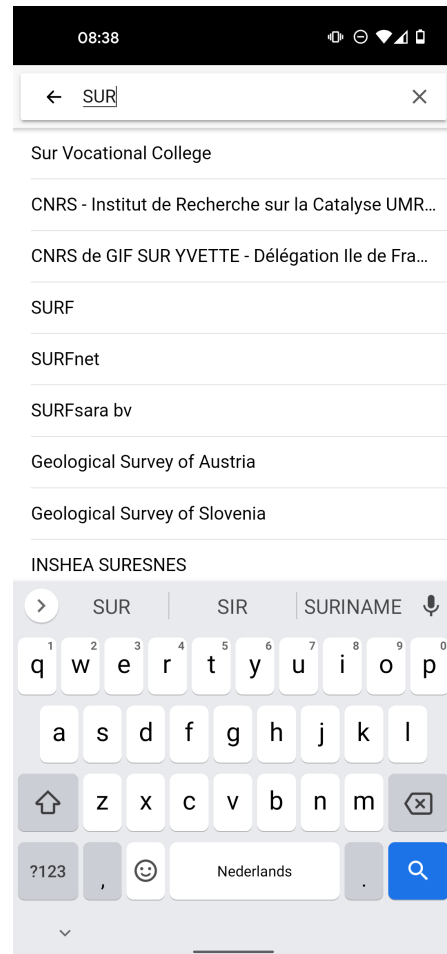 08:38
SUR
Sur Vocational College
CNRS - Institut de Recherche sur la Catalyse UMR...
CNRS de GIF SUR YVETTE - Délégation Ile de Fra...
SURF
SURFnet
SURFsara bv
Geological Survey of Austria
Geological Survey of Slovenia
INSHEA SURESNES
SUR SIR SURINAME
1 2 3 4 5 6 7 8 9 0
q w e r t y u i o p
a s d f g h j k l
z x c v b n m
?123 , Nederlands .